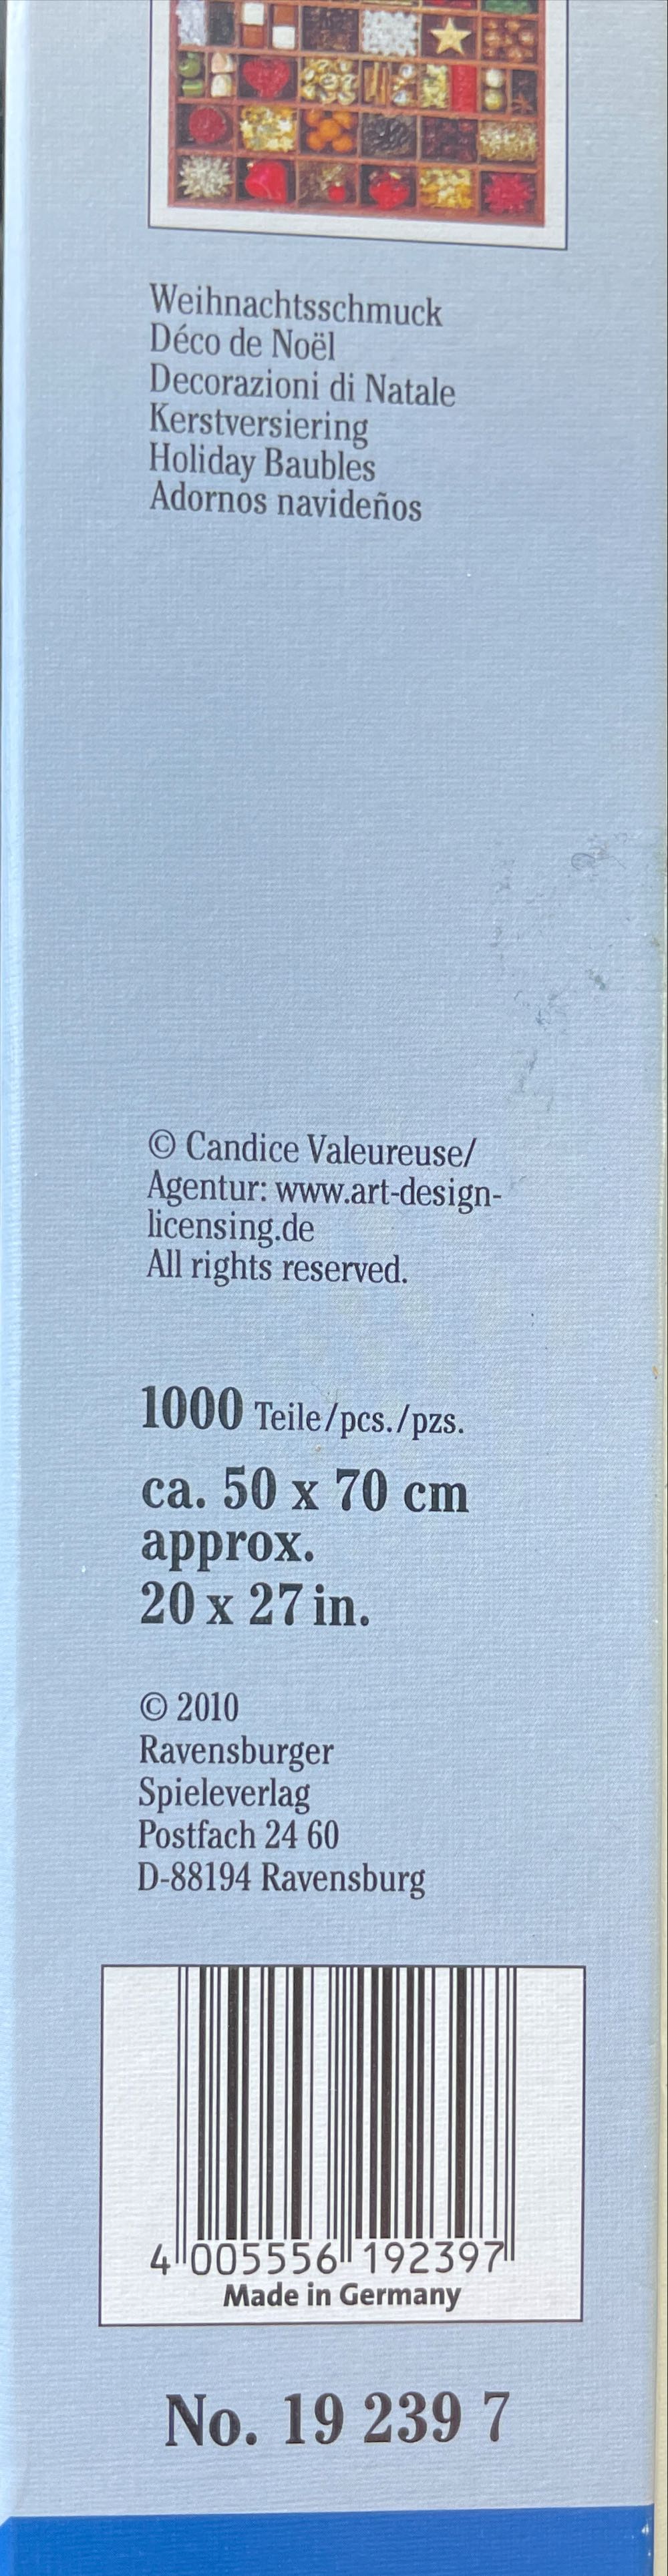 Weihnachtsschmuck
Déco de Noël
Decorazioni di Natale
Kerstversiering
Holiday Baubles
Adornos navideños
© Candice Valeureuse/
Agentur: www.art-design-
licensing.de
All rights reserved.
1000 Teile/pcs./pzs.
ca. 50 x 70 cm
approx.
20 x 27 in.
© 2010
Ravensburger
Spieleverlag
Postfach 24 60
D-88194 Ravensburg
4 005556 192397
Made in Germany
No. 19 239 7